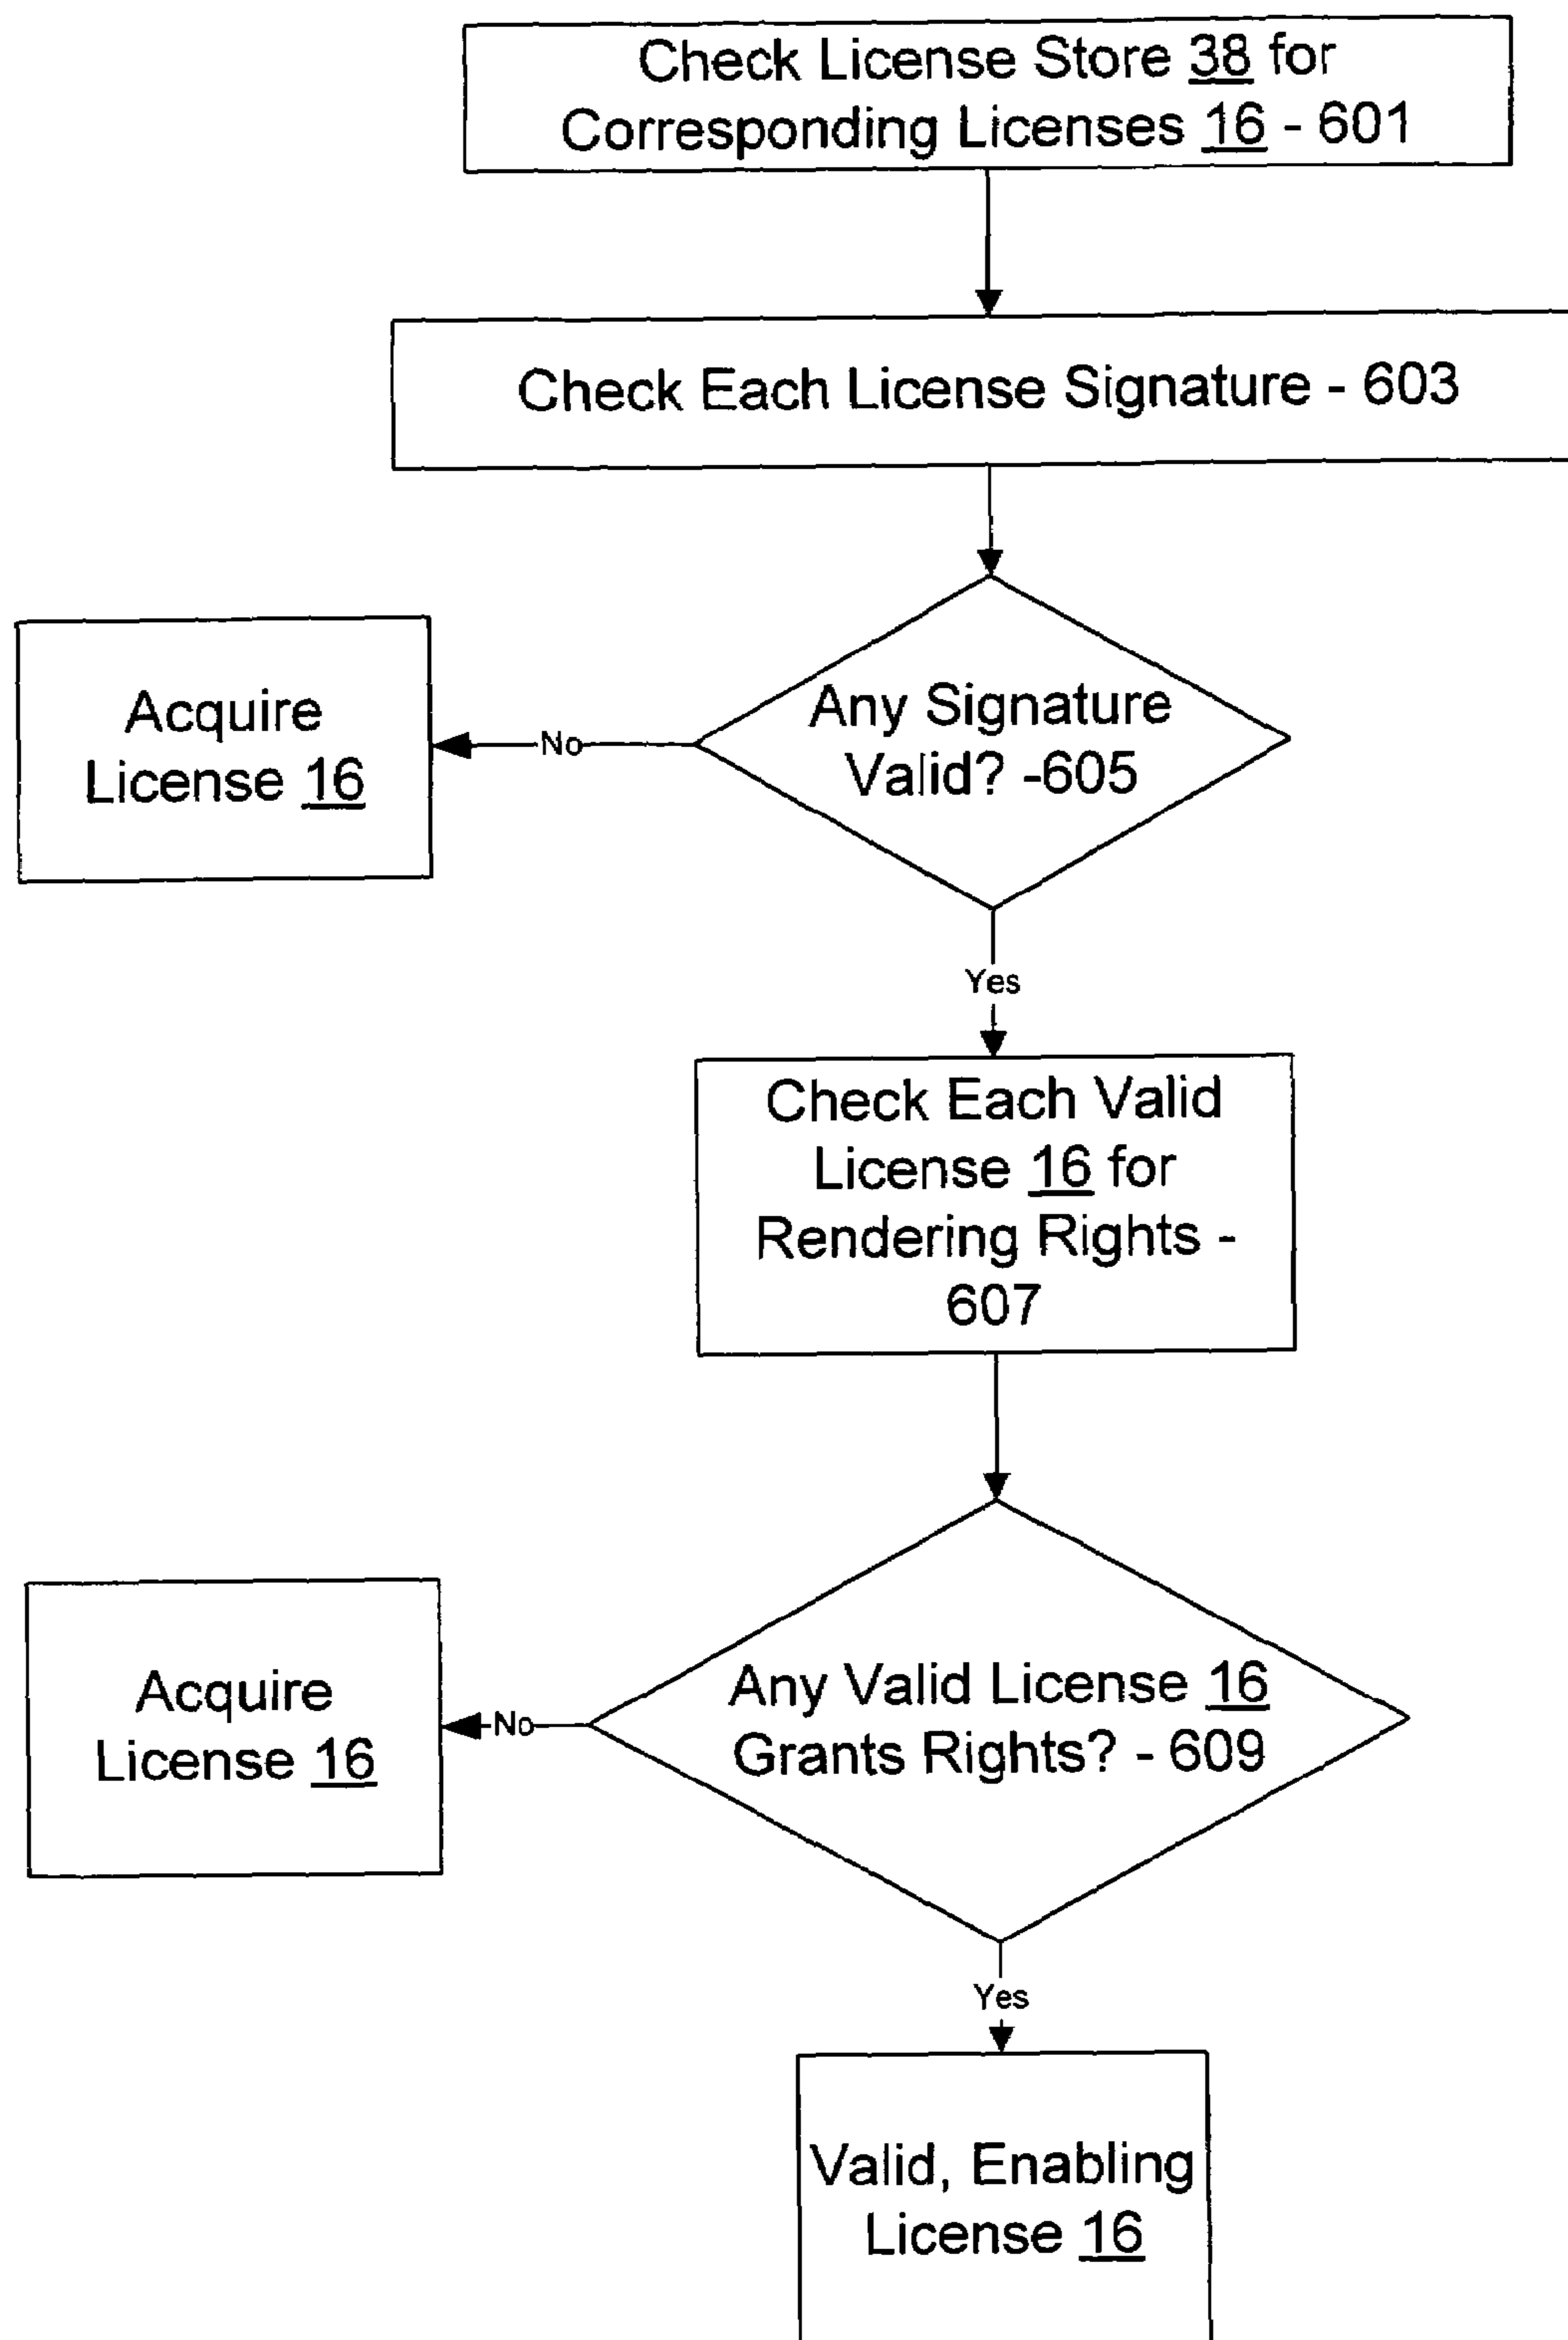 Check License Store 38 for
Corresponding Licenses 16 - 601
Check Each License Signature - 603
Any Signature
Valid? -605
No
Acquire
License 16
Yes
Check Each Valid
License 16 for
Rendering Rights -
607
Any Valid License 16
Grants Rights? - 609
No
Acquire
License 16
Yes
Valid, Enabling
License 16